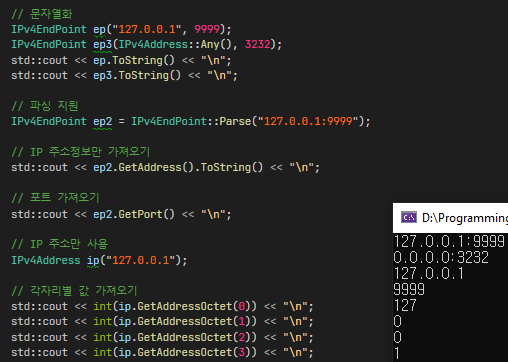 // 문자열화
IPv4EndPoint ep("127.0.0.1", 9999);
IPv4EndPoint ep3(IPv4Address::Any(), 3232);
std::cout << ep.ToString() << "\n";
std::cout << ep3.ToString() << "\n";
// 파싱 지원
IPv4EndPoint ep2 = IPv4EndPoint::Parse("127.0.0.1:9999");
// IP 주소정보만 가져오기
std::cout << ep2.GetAddress().ToString() << "\n";
// 포트 가져오기
std::cout << ep2.GetPort() << "\n";
// IP 주소만 사용
IPv4Address ip("127.0.0.1");
// 각자리별 값 가져오기
std::cout << int(ip.GetAddressOctet(0)) << "\n";
std::cout << int(ip.GetAddressOctet(1)) << "\n";
std::cout << int(ip.GetAddressOctet(2)) << "\n";
std::cout << int(ip.GetAddressOctet(3)) << "\n";
D:\Programming
127.0.0.1:9999
0.0.0.0:3232
127.0.0.1
9999
127
0
0
1